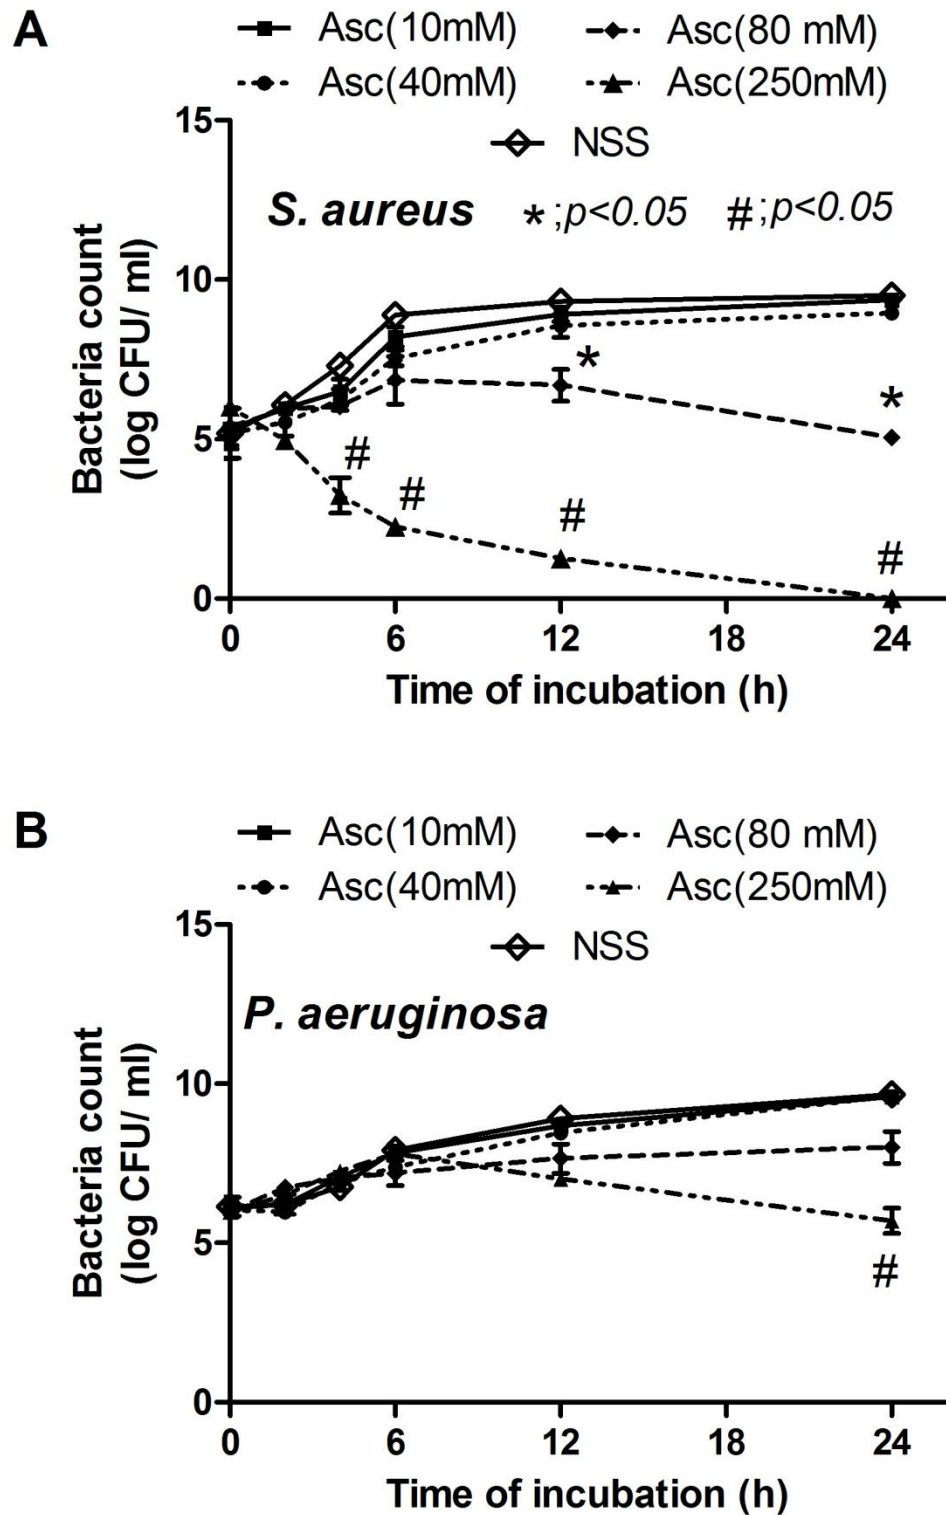 A
Asc(10mM) Asc(80 mM)
Asc(40mM) Asc(250mM)
NSS
S. aureus *;p<0.05 #;p<0.05
Bacteria count
(log CFU/ ml)
15
10
5
0
*
*
#
#
#
#
0 6 12 18 24
Time of incubation (h)
B
Asc(10mM) Asc(80 mM)
Asc(40mM) Asc(250mM)
NSS
P. aeruginosa
Bacteria count
(log CFU/ ml)
15
10
5
0
#
0 6 12 18 24
Time of incubation (h)